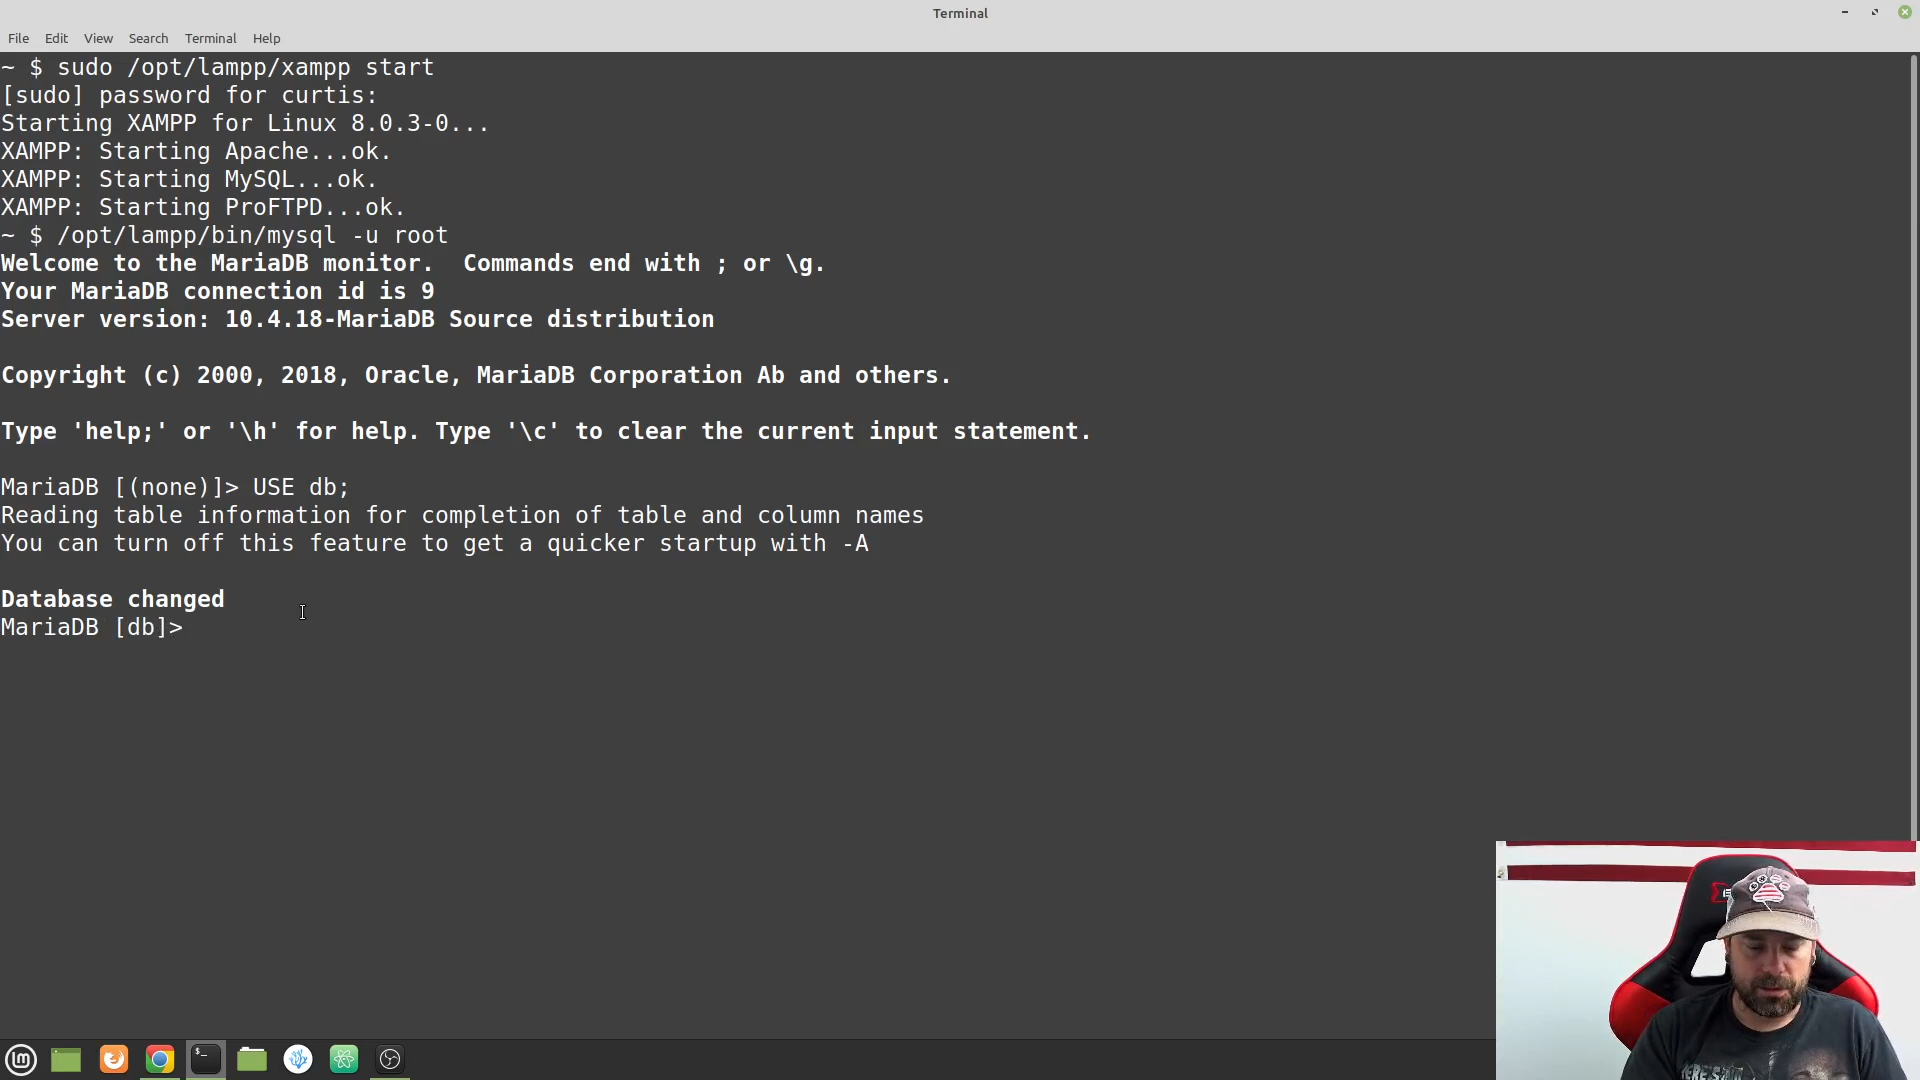 Terminal
File Edit View Search Terminal Help
~ $ sudo /opt/lampp/xampp start
[sudo] password for curtis:
Starting XAMPP for Linux 8.0.3-0...
XAMPP: Starting Apache...ok.
XAMPP: Starting MySQL...ok.
XAMPP: Starting ProFTPD...ok.
~ $ /opt/lampp/bin/mysql -u root
Welcome to the MariaDB monitor.  Commands end with ; or \g.
Your MariaDB connection id is 9
Server version: 10.4.18-MariaDB Source distribution
Copyright (c) 2000, 2018, Oracle, MariaDB Corporation Ab and others.
Type 'help;' or '\h' for help. Type '\c' to clear the current input statement.
MariaDB [(none)]> USE db;
Reading table information for completion of table and column names
You can turn off this feature to get a quicker startup with -A
Database changed
MariaDB [db]>